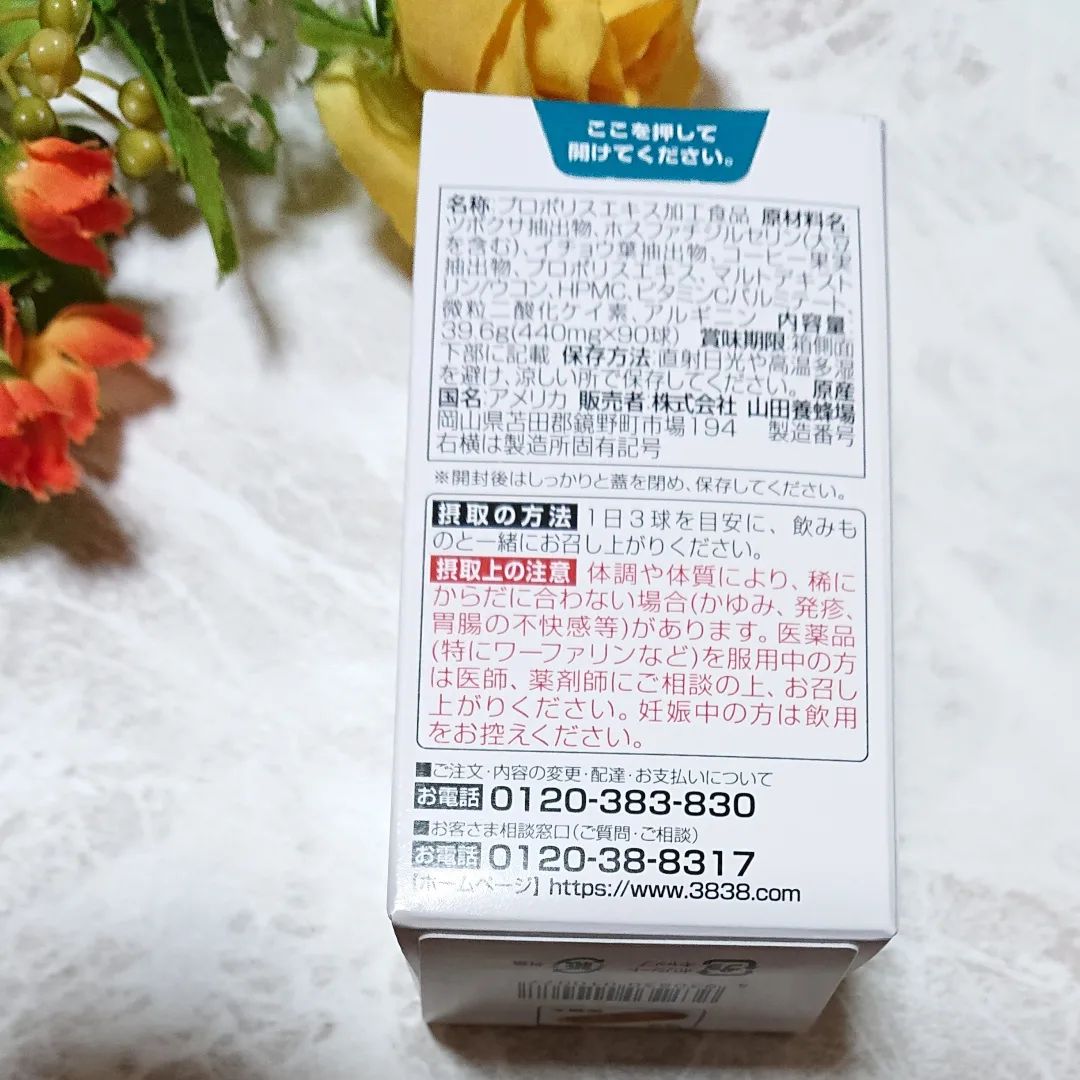 ここを押して
開けてください。
名称 プロポリスエキス加工食品 原材料名
ツボクサ抽出物、ホスファチジルセリン(大豆
を含む)、イチョウ葉抽出物、コーヒー果実
抽出物、プロポリスエキス、マルトデキスト
リン/ウコン、HPMC、ビタミンCパルミテート、
微粒二酸化ケイ素、アルギニン 内容量
39.6g(440mg×90球) 賞味期限 箱側面
下部に記載 保存方法 直射日光や高温多湿
を避け、涼しい所で保存してください。 原産
国名 アメリカ 販売者 株式会社 山田養蜂場
岡山県苫田郡鏡野町市場194 製造番号
右横は製造所固有記号
※開封後はしっかりと蓋を閉め、保存してください。
摂取の方法 1日3球を目安に、飲みも
のと一緒にお召し上がりください。
摂取上の注意 体調や体質により、稀に
からだに合わない場合(かゆみ、発疹、
胃腸の不快感等)があります。医薬品
(特にワーファリンなど)を服用中の方
は医師、薬剤師にご相談の上、お召し
上がりください。妊娠中の方は飲用
をお控えください。
■ご注文・内容の変更・配達・お支払いについて
お電話 0120-383-830
■お客さま相談窓口(ご質問・ご相談)
お電話 0120-38-8317
【ホームページ】https://www.3838.com